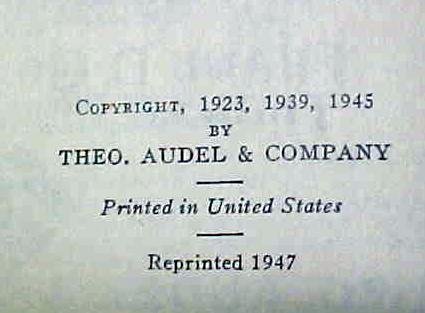 COPYRIGHT, 1923, 1939, 1945
BY
THEO. AUDEL & COMPANY
Printed in United States
Reprinted 1947